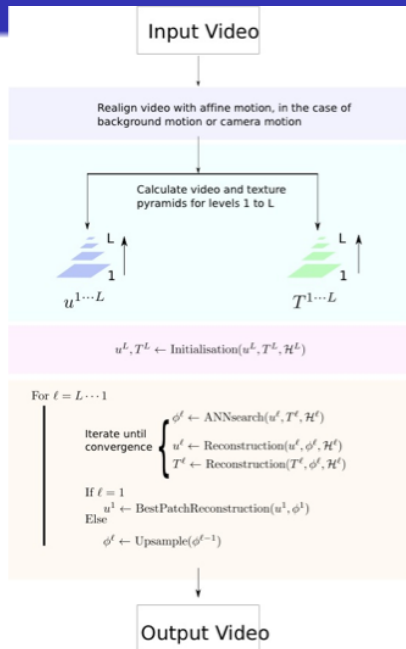 Input Video
Realign video with affine motion, in the case of
background motion or camera motion
Calculate video and texture
pyramids for levels 1 to L
L L
1 1
u^{1···L} T^{1···L}
u^L, T^L ← Initialisation(u^L, T^L, ℋ^L)
For ℓ = L···1
ϕ^ℓ ← ANNsearch(u^ℓ, T^ℓ, ℋ^ℓ)
Iterate until
convergence
u^ℓ ← Reconstruction(u^ℓ, ϕ^ℓ, ℋ^ℓ)
T^ℓ ← Reconstruction(T^ℓ, ϕ^ℓ, ℋ^ℓ)
If ℓ = 1
u^1 ← BestPatchReconstruction(u^1, ϕ^1)
Else
ϕ^ℓ ← Upsample(ϕ^{ℓ−1})
Output Video